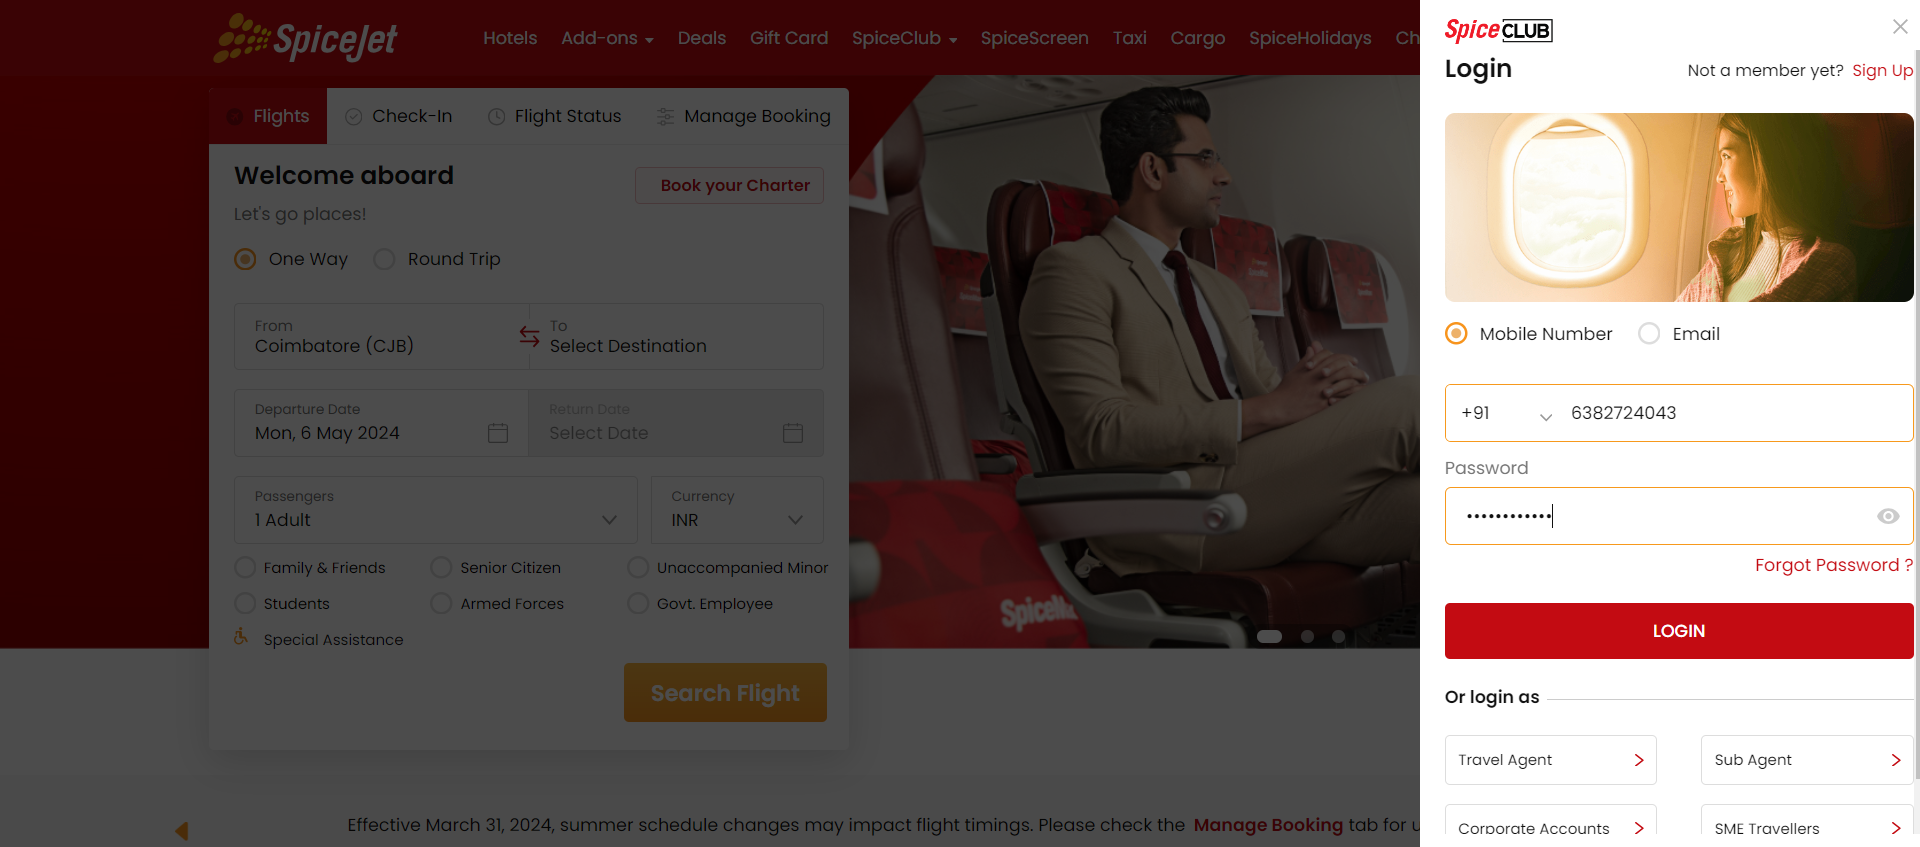 SpiceJet
Hotels Add-ons Deals Gift Card SpiceClub SpiceScreen Taxi Cargo SpiceHolidays Ch
Flights Check-In Flight Status Manage Booking
Welcome aboard
Book your Charter
Let's go places!
One Way Round Trip
From
Coimbatore (CJB)
To
Select Destination
Departure Date
Mon, 6 May 2024
Return Date
Select Date
Passengers
1 Adult
Currency
INR
Family & Friends Senior Citizen Unaccompanied Minor
Students Armed Forces Govt. Employee
Special Assistance
Search Flight
Effective March 31, 2024, summer schedule changes may impact flight timings. Please check the Manage Booking tab for u
SpiceCLUB
Login
Not a member yet? Sign Up
Mobile Number Email
+91 6382724043
Password
••••••••••••
Forgot Password ?
LOGIN
Or login as
Travel Agent Sub Agent
Corporate Accounts SME Travellers